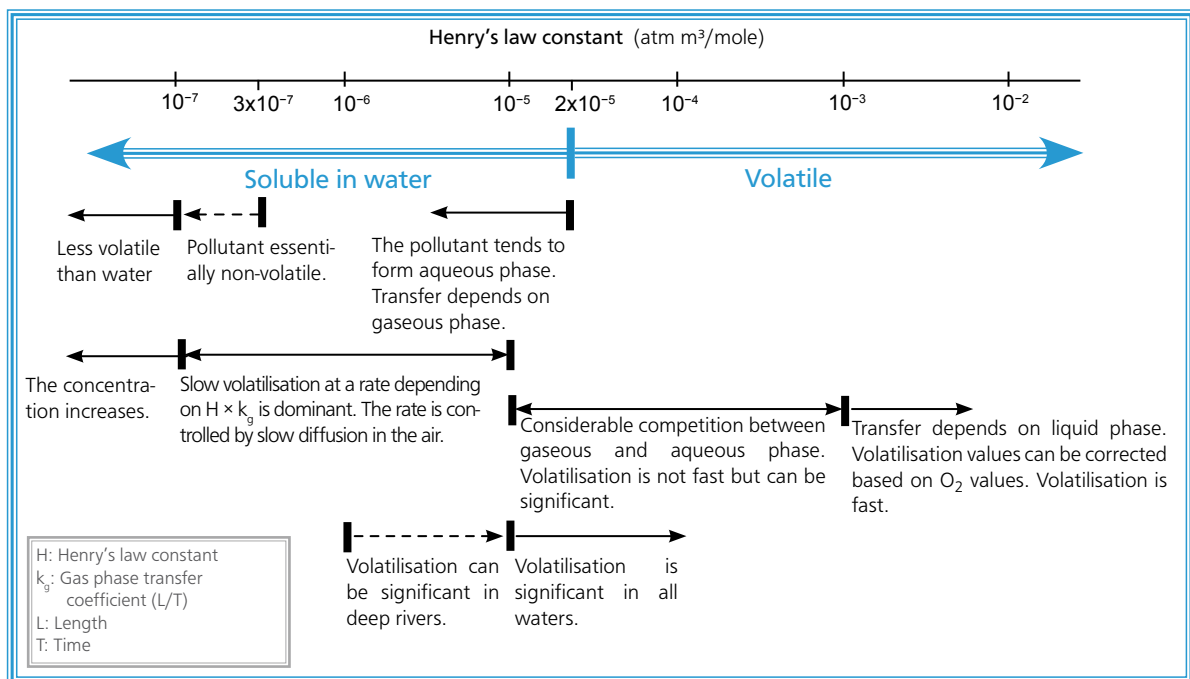 Henry’s law constant (atm m³/mole)
10⁻⁷ 3x10⁻⁷ 10⁻⁶ 10⁻⁵ 2x10⁻⁵ 10⁻⁴ 10⁻³ 10⁻²
Soluble in water
Volatile
Less volatile
than water
Pollutant essenti-
ally non-volatile.
The pollutant tends to
form aqueous phase.
Transfer depends on
gaseous phase.
The concentra-
tion increases.
Slow volatilisation at a rate depending
on H × kg is dominant. The rate is con-
trolled by slow diffusion in the air.
Considerable competition between
gaseous and aqueous phase.
Volatilisation is not fast but can be
significant.
Transfer depends on liquid phase.
Volatilisation values can be corrected
based on O₂ values. Volatilisation is
fast.
Volatilisation can
be significant in
deep rivers.
Volatilisation is
significant in all
waters.
H: Henry’s law constant
kg: Gas phase transfer
coefficient (L/T)
L: Length
T: Time